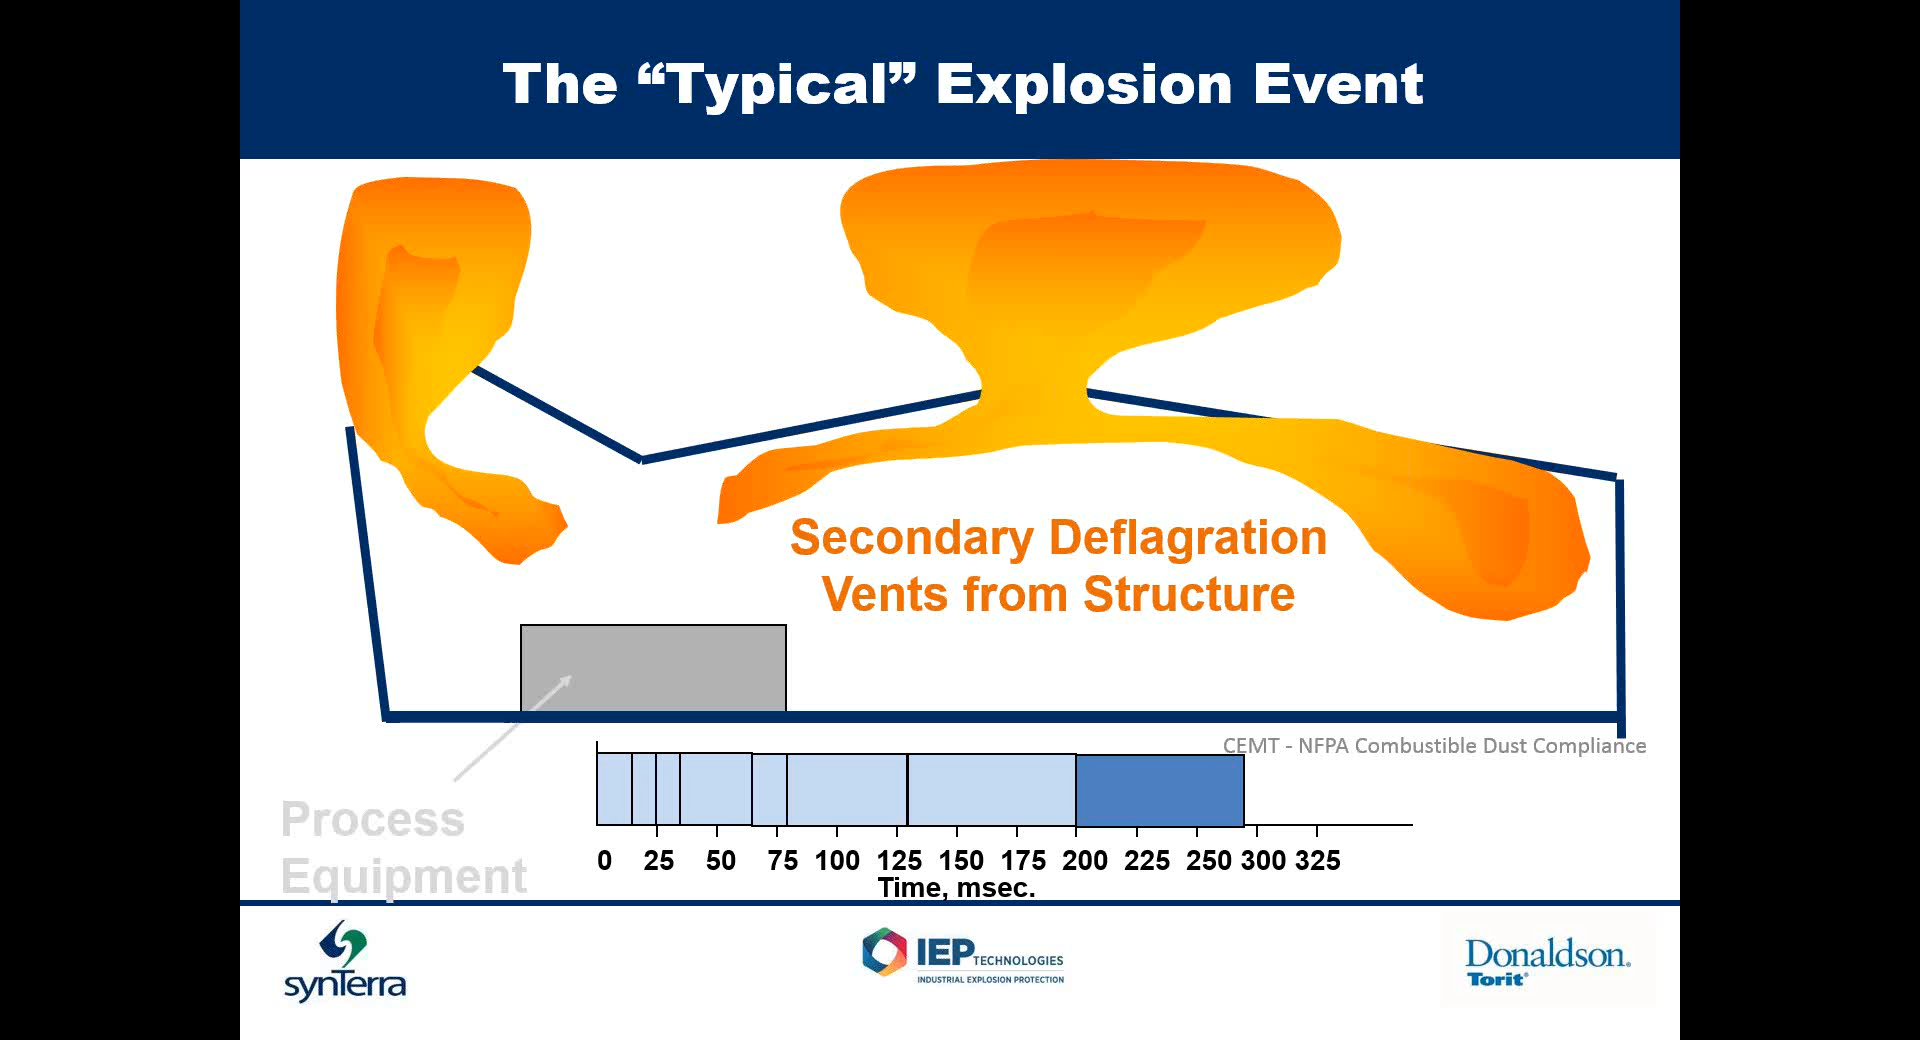 The “Typical” Explosion Event
Secondary Deflagration
Vents from Structure
CEMT - NFPA Combustible Dust Compliance
Process
Equipment
0 25 50 75 100 125 150 175 200 225 250 300 325
Time, msec.
synTerra
IEP TECHNOLOGIES
INDUSTRIAL EXPLOSION PROTECTION
Donaldson®
Torit®